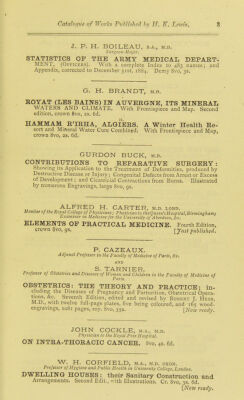 Catalogue of Works Published by H. K. Lewis. 3
J. P. H. BOILEAU, B.A., M.D.
Surgeon-Major.
STATISTICS OF THE ARMY MEDICAL DEPART-
MENT, (OFFICERS). With a complete Index to 483 names; and
Appendix, corrected to December 31st, 1884. Demy 8vo, 3s.
G. H. BRANDT, M.D.
ROYAT (LES BAINS) IN AUVERGNE, ITS MINERAL
WATERS AND CLIMATE. With Frontispiece and Map. Second
edition, crown 8vo, 2s. 6d.
HAMMAM R'IRHA, ALGIERS. A Winter Health Re-
sort and Mineral Water Cure Combined. With Frontispiece and Map,
crown 8vo, 2s. 6d.
GURDON BUCK, M.D.
CONTRIBUTIONS TO REPARATIVE SURGERY:
Showing its Application to the Treatment of Deformities, produced by
Destructive Disease or Injury; Congenital Defects from Arrest or Excess
of Development; and Cicatricial Contractions from Burns. Illustrated
by numerous Engravings, large 8vo, 9s.
ALFRED H. CARTER, M.D. LOND.
Member of the Royal College of Physicians; Physician to the Queen's Hospital, Birmingham;
Examiner in Medicine for the University of Aberdeen, &c.
ELEMENTS OF PRACTICAL MEDICINE. Fourth Edition,
crown 8vo, 9s. [Just published.
P. CAZEAUX.
Adjunct Professor in the Faculty of Medicine of Paris, &c.
AND
S. TARNIER.
Professor of Obstetrics and Diseases of Women and Children in the Faculty of Medicine of
Paris.
OBSTETRICS: THE THEORY AND PRACTICE; in-
cluding the Diseases of Pregnancy and Parturition, Obstetrical Opera-
tions, &c. Seventh Edition, edited and revised by ROBERT J. HESS,
M.D., with twelve full-page plates, five being coloured, and 165 wood-
engravings, 1081 pages, roy. 8vo, 35s. [Now ready.
JOHN COCKLE, M.A., M.D.
Physician to the Royal Free Hospital.
ON INTRA-THORACIC CANCER. 8vo, 4s. 6d.
W. H. CORFIELD, M.A., M.D. OXON.
Professor of Hygiene and Public Health in University College, London.
DWELLING HOUSES: their Sanitary Construction and
Arrangements. Second Edit., with Illustrations. Cr. 8vo, 3s. 6d.
[Now ready.